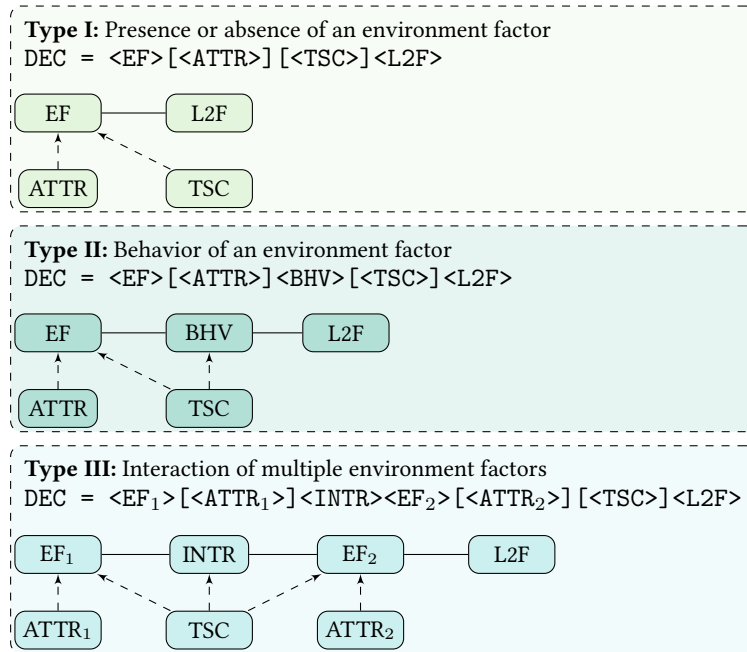 Type I: Presence or absence of an environment factor
DEC = <EF>[<ATTR>][<TSC>]<L2F>
EF L2F
ATTR TSC
Type II: Behavior of an environment factor
DEC = <EF>[<ATTR>]<BHV>[<TSC>]<L2F>
EF BHV L2F
ATTR TSC
Type III: Interaction of multiple environment factors
DEC = <EF₁>[<ATTR₁>]<INTR><EF₂>[<ATTR₂>][<TSC>]<L2F>
EF₁ INTR EF₂ L2F
ATTR₁ TSC ATTR₂